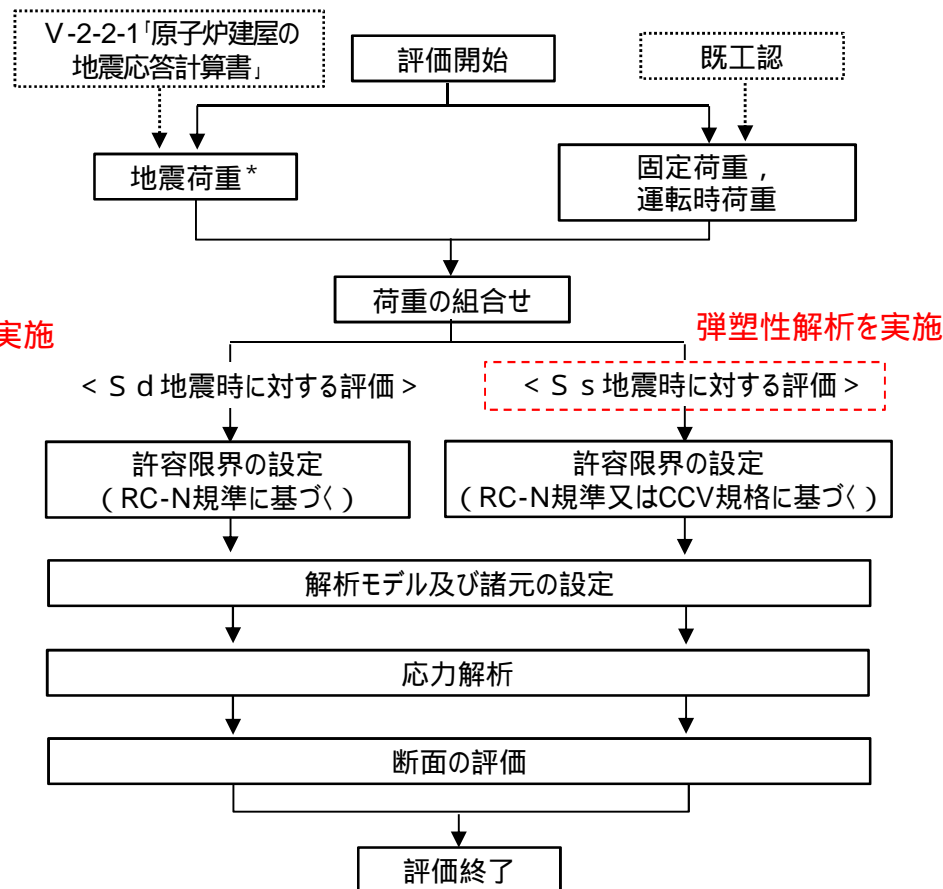 V-2-2-1「原子炉建屋の
地震応答計算書」
評価開始
既工認
地震荷重*
固定荷重,
運転時荷重
荷重の組合せ
実施
弾塑性解析を実施
<Sd地震時に対する評価>
<Ss地震時に対する評価>
許容限界の設定
(RC-N規準に基づく)
許容限界の設定
(RC-N規準又はCCV規格に基づく)
解析モデル及び諸元の設定
応力解析
断面の評価
評価終了